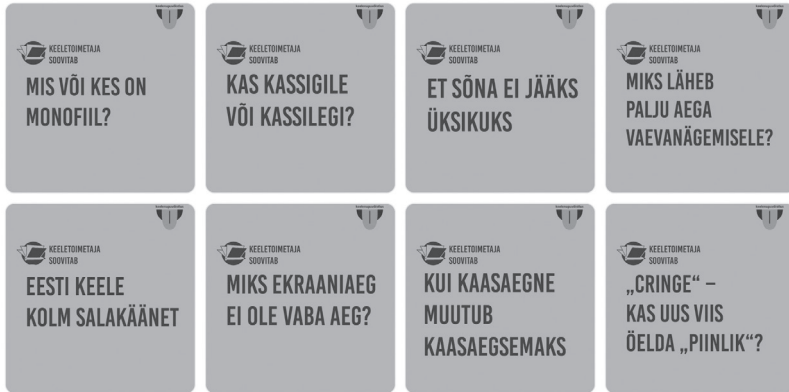 KEELETOIMETAJA
SOOVITAB
MIS VÕI KES ON
MONOFIIL?
KEELETOIMETAJA
SOOVITAB
KAS KASSIGILE
VÕI KASSILEGI?
KEELETOIMETAJA
SOOVITAB
ET SÕNA EI JÄÄKS
ÜKSIKUKS
KEELETOIMETAJA
SOOVITAB
MIKS LÄHEB
PALJU AEGA
VAEVANÄGEMISELE?
KEELETOIMETAJA
SOOVITAB
EESTI KEELE
KOLM SALAKÄÄNET
KEELETOIMETAJA
SOOVITAB
MIKS EKRAANIAEG
EI OLE VABA AEG?
KEELETOIMETAJA
SOOVITAB
KUI KAASAEGNE
MUUTUB
KAASAEGSEMAKS
KEELETOIMETAJA
SOOVITAB
„CRINGE“ –
KAS UUS VIIS
ÖELDA „PIINLIK“?